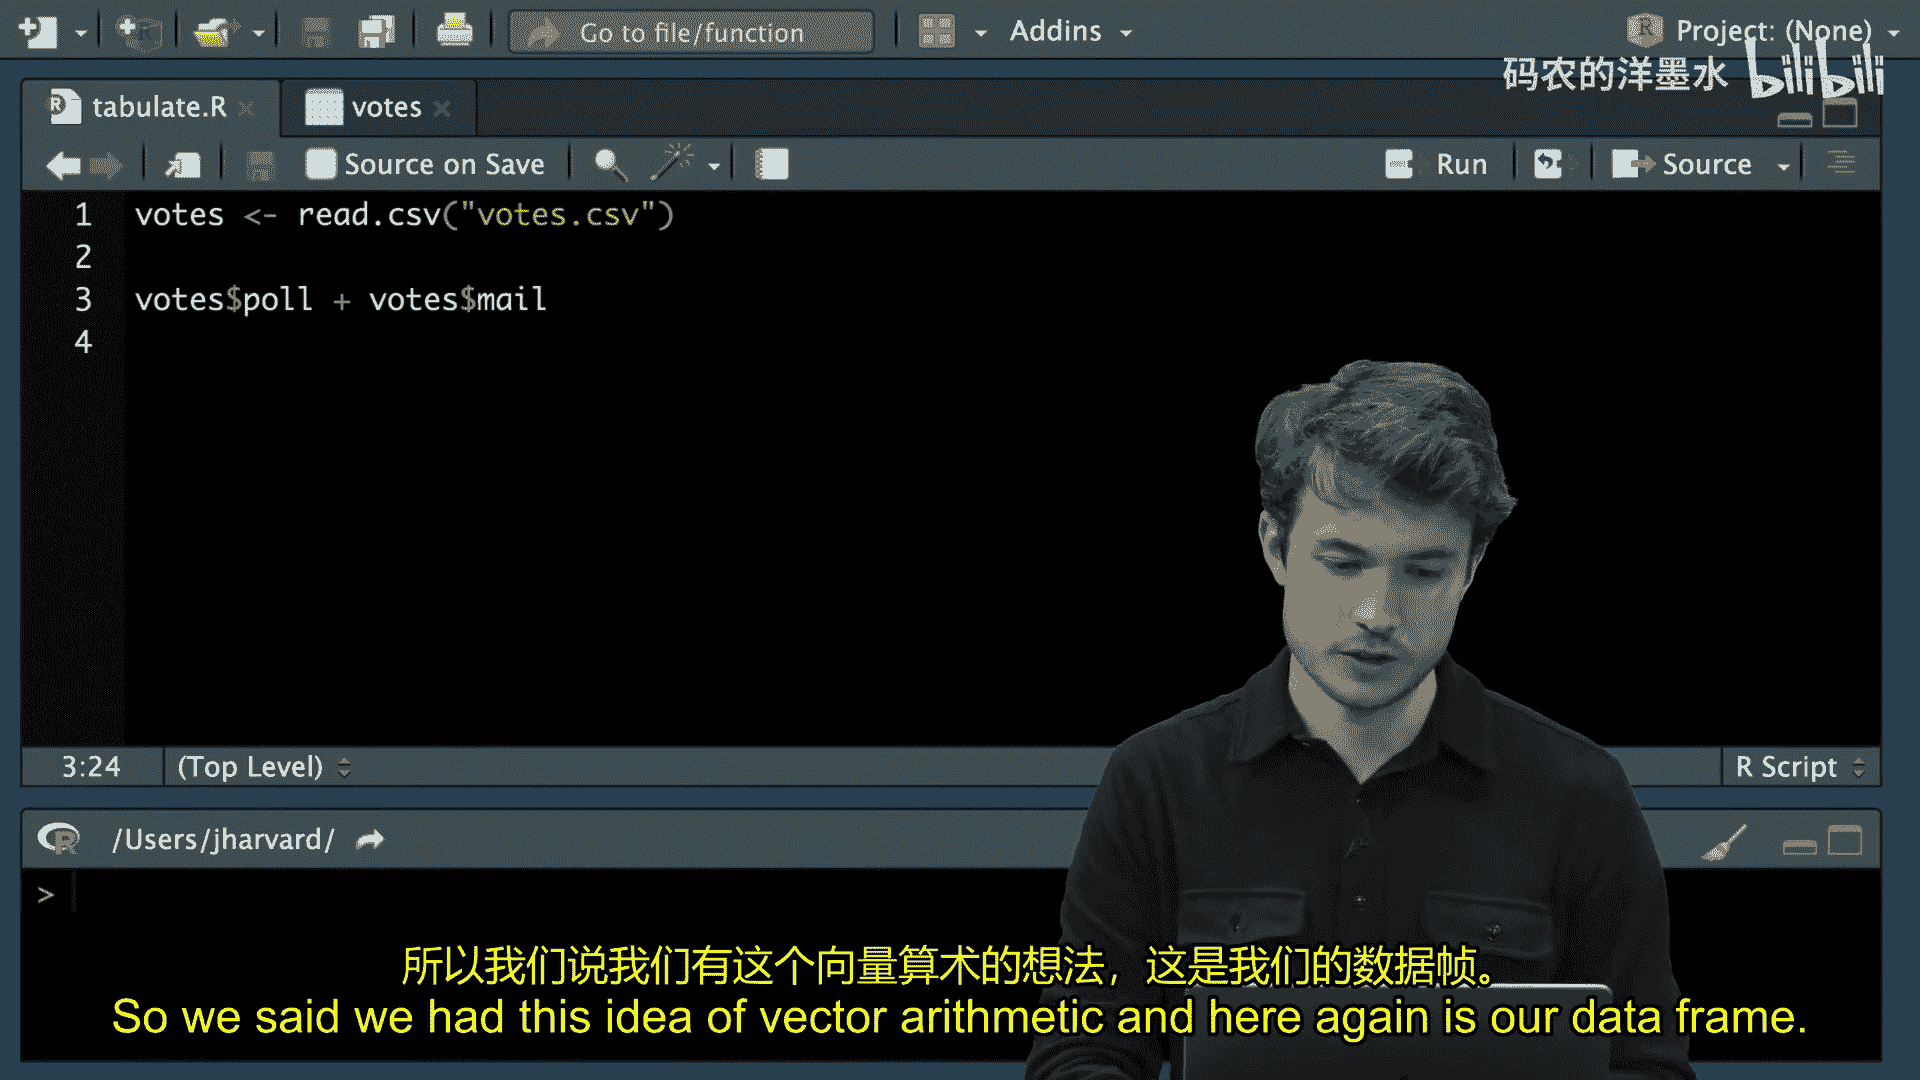 Go to file/function
Addins
Project: (None)
码农的洋墨水 bilibili
tabulate.R
votes
Source on Save
Run
Source
1 votes <- read.csv("votes.csv")
2
3 votes$poll + votes$mail
4
3:24
(Top Level)
R Script
/Users/jharvard/
>
所以我们说我们有这个向量算术的想法，这是我们的数据帧。
So we said we had this idea of vector arithmetic and here again is our data frame.